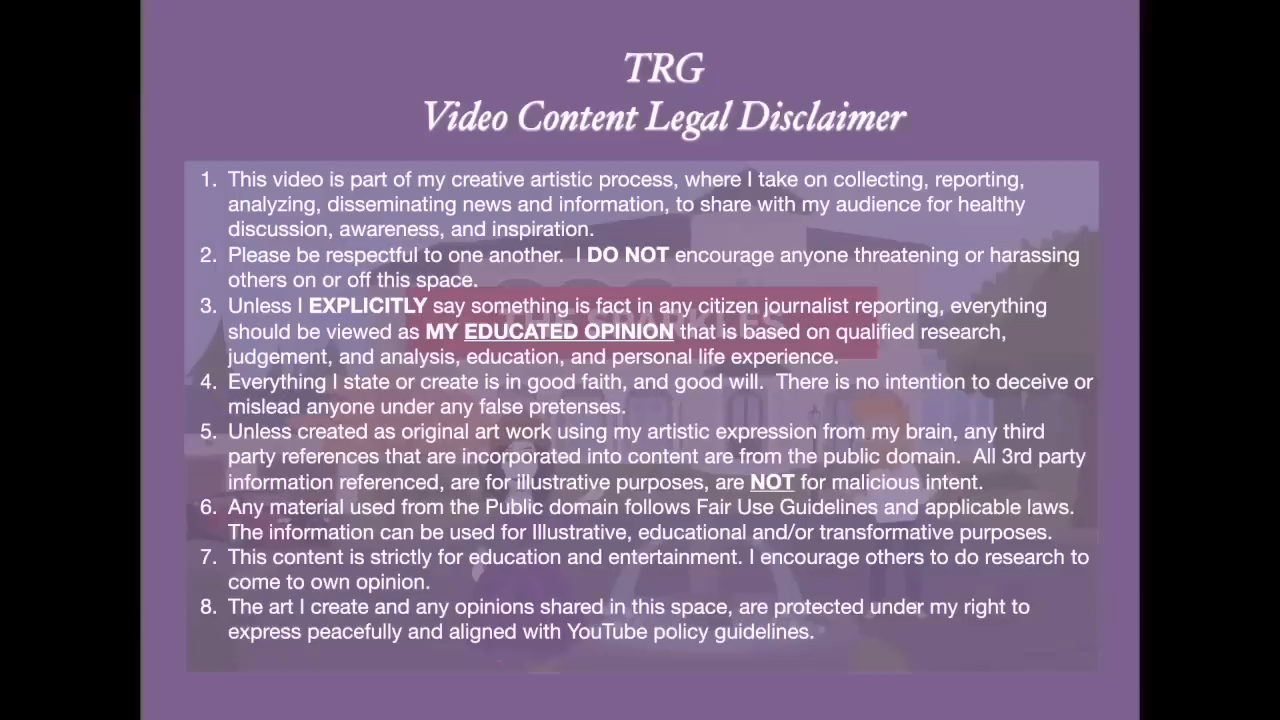 TRG
Video Content Legal Disclaimer
1. This video is part of my creative artistic process, where I take on collecting, reporting,
analyzing, disseminating news and information, to share with my audience for healthy
discussion, awareness, and inspiration.
2. Please be respectful to one another. I DO NOT encourage anyone threatening or harassing
others on or off this space.
3. Unless I EXPLICITLY say something is fact in any citizen journalist reporting, everything
should be viewed as MY EDUCATED OPINION that is based on qualified research,
judgement, and analysis, education, and personal life experience.
4. Everything I state or create is in good faith, and good will. There is no intention to deceive or
mislead anyone under any false pretenses.
5. Unless created as original art work using my artistic expression from my brain, any third
party references that are incorporated into content are from the public domain. All 3rd party
information referenced, are for illustrative purposes, are NOT for malicious intent.
6. Any material used from the Public domain follows Fair Use Guidelines and applicable laws.
The information can be used for Illustrative, educational and/or transformative purposes.
7. This content is strictly for education and entertainment. I encourage others to do research to
come to own opinion.
8. The art I create and any opinions shared in this space, are protected under my right to
express peacefully and aligned with YouTube policy guidelines.